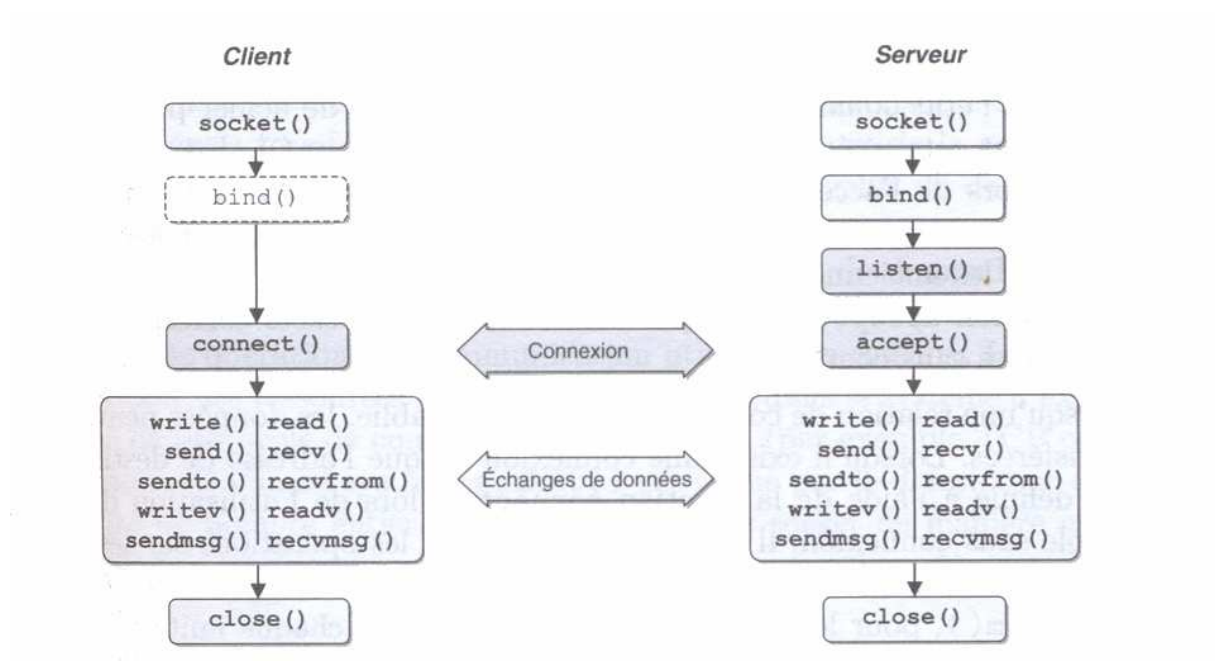 Client
Serveur
socket()
bind()
connect()
write() read()
send() recv()
sendto() recvfrom()
writev() readv()
sendmsg() recvmsg()
close()
Connexion
Échanges de données
socket()
bind()
listen()
accept()
write() read()
send() recv()
sendto() recvfrom()
writev() readv()
sendmsg() recvmsg()
close()